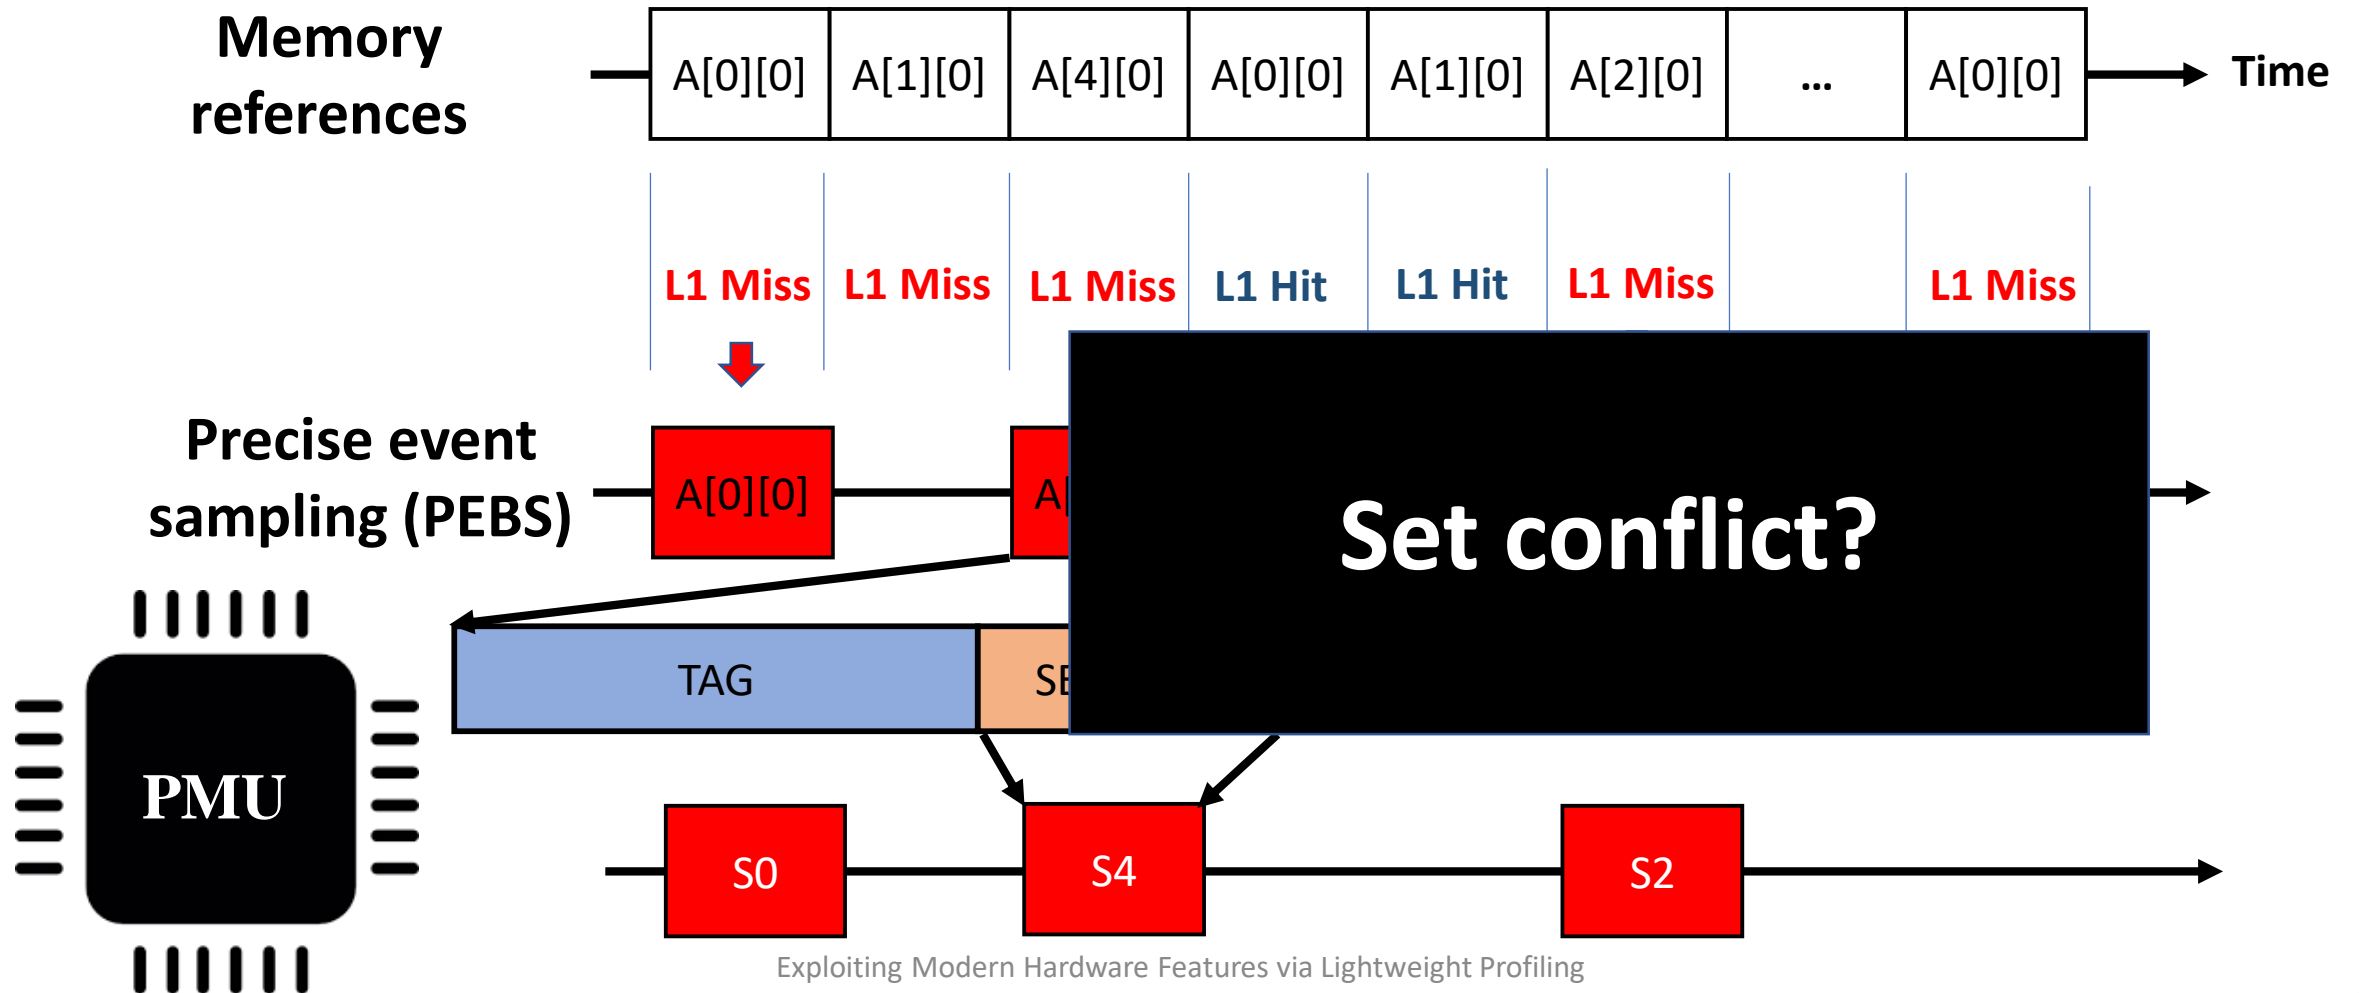 Memory
references
A[0][0] A[1][0] A[4][0] A[0][0] A[1][0] A[2][0] ... A[0][0]
Time
L1 Miss L1 Miss L1 Miss L1 Hit L1 Hit L1 Miss L1 Miss
Precise event
sampling (PEBS)
A[0][0]
Set conflict?
TAG
PMU
S0 S4 S2
Exploiting Modern Hardware Features via Lightweight Profiling